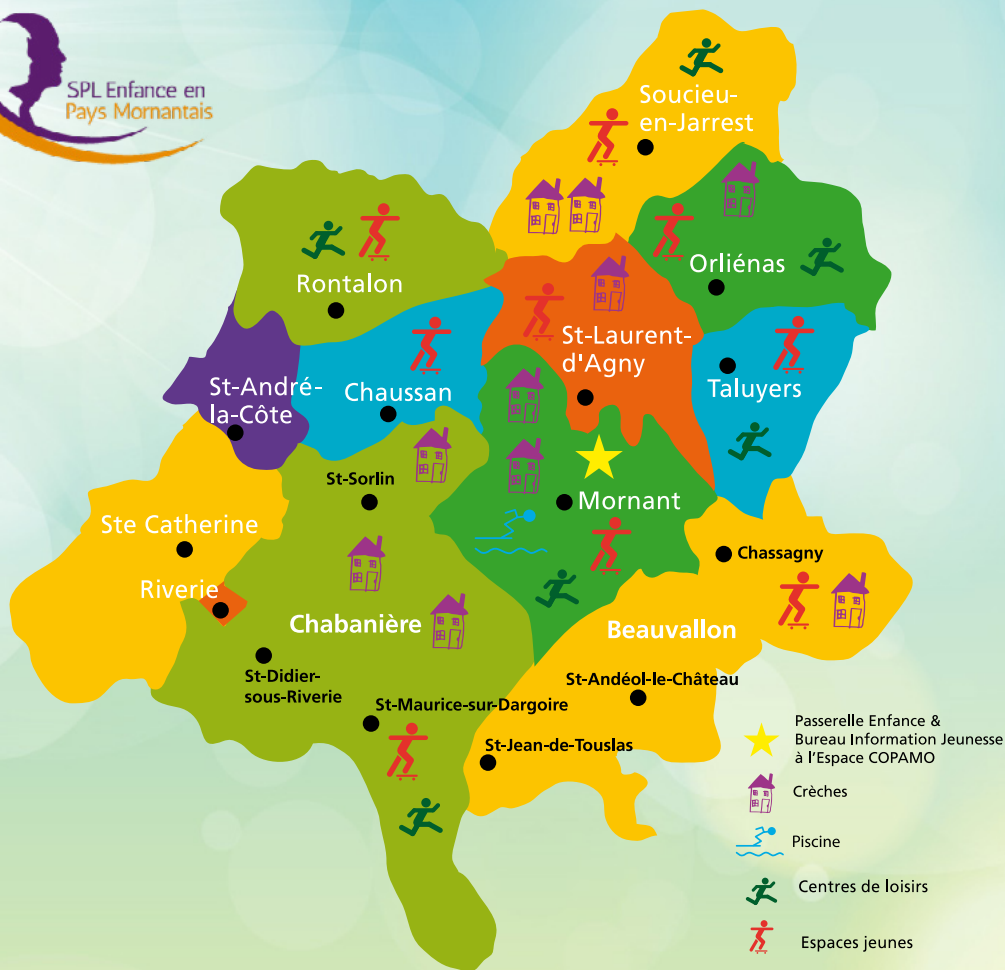 SPL Enfance en
Pays Mornantais
Soucieu-
en-Jarrest
Orliénas
Rontalon
St-Laurent-
d'Agny
St-André-
la-Côte
Chaussan
Taluyers
St-Sorlin
Mornant
Ste Catherine
Chassagny
Riverie
Chabanière
Beauvallon
St-Didier-
sous-Riverie
St-Andéol-le-Château
St-Maurice-sur-Dargoire
St-Jean-de-Touslas
Passerelle Enfance &
Bureau Information Jeunesse
à l'Espace COPAMO
Crèches
Piscine
Centres de loisirs
Espaces jeunes